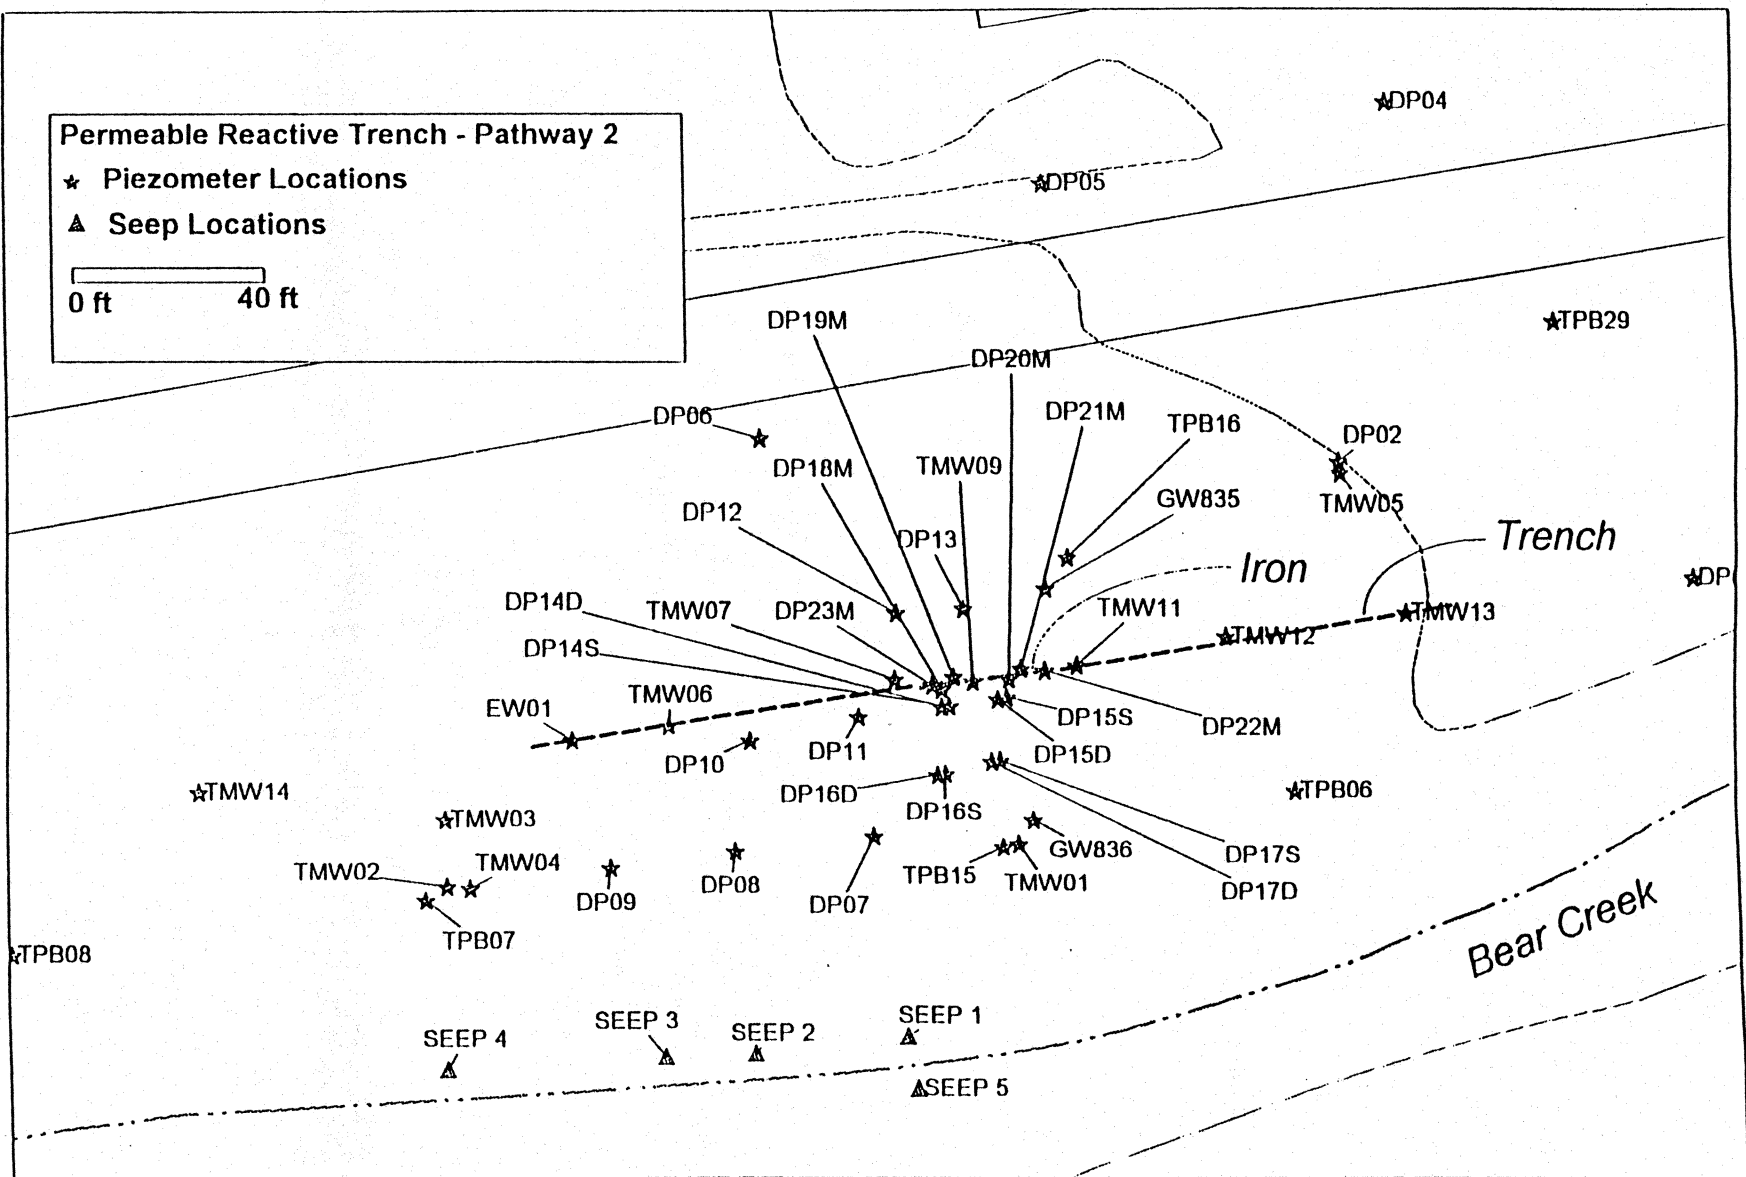 Permeable Reactive Trench - Pathway 2
Piezometer Locations
Seep Locations
0 ft
40 ft
DP04
DP05
DP19M
TPB29
DP20M
DP06
DP21M
TPB16
DP02
DP18M
TMW09
GW835
TMW05
DP12
DP13
Trench
Iron
DP
DP14D
TMW07
DP23M
TMW11
TMW13
TMW12
DP14S
TMW06
EW01
DP15S
DP22M
DP11
DP15D
DP10
TMW14
DP16D
DP16S
TPB06
TMW03
GW836
DP17S
TMW02
TMW04
DP08
TPB15
TMW01
DP17D
DP09
DP07
TPB07
TPB08
Bear Creek
SEEP 1
SEEP 3
SEEP 2
SEEP 4
SEEP 5